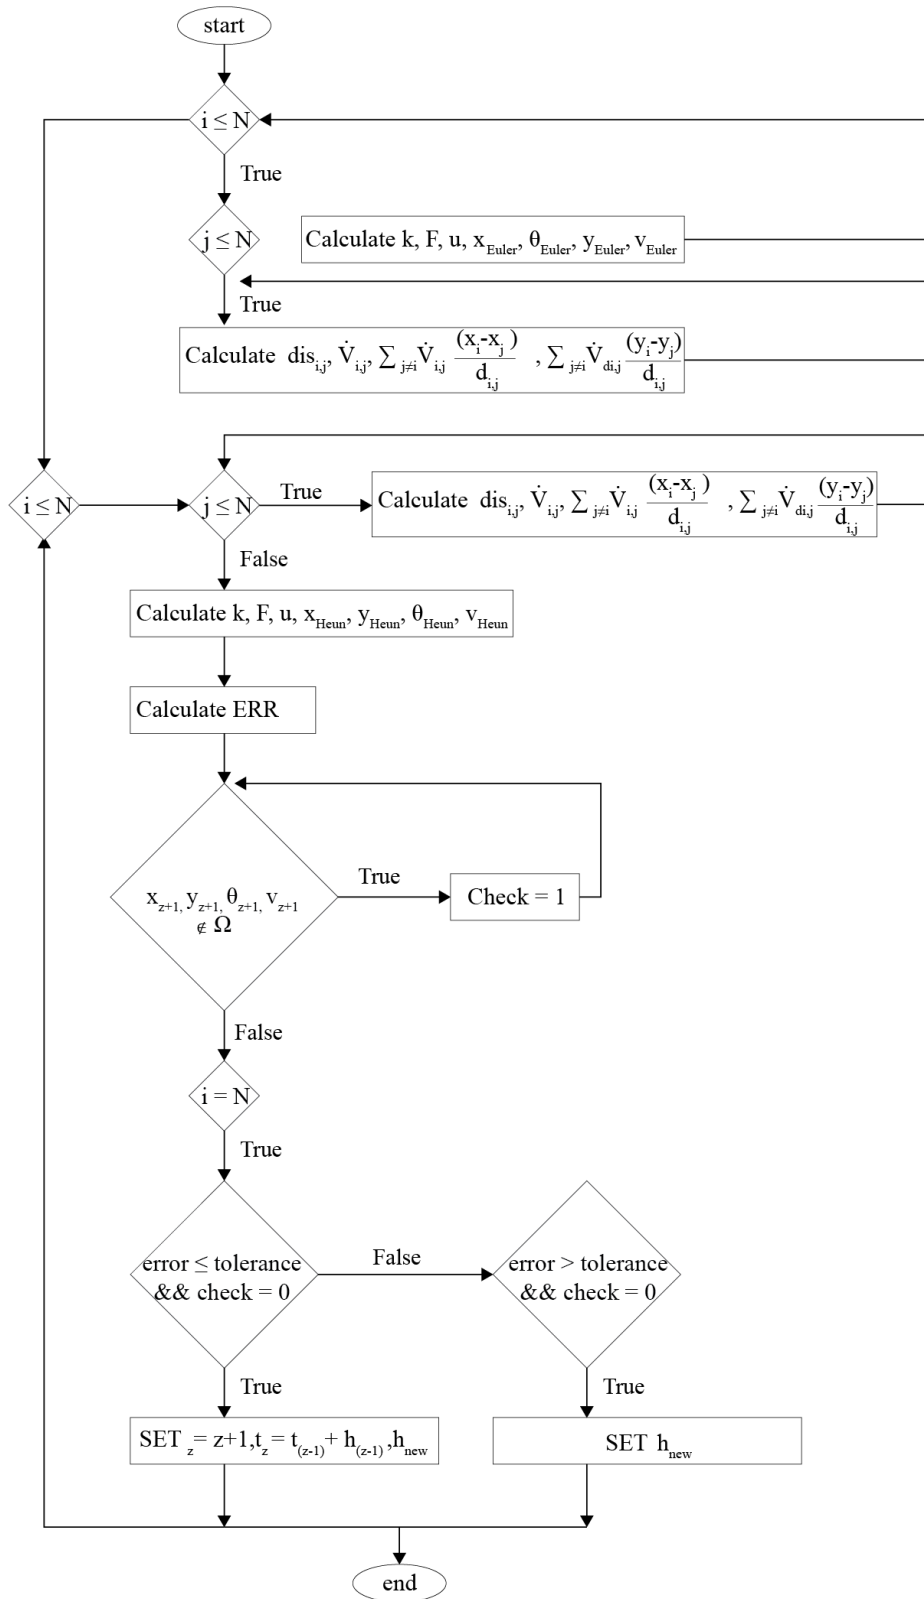 start
i ≤ N
True
j ≤ N
Calculate k, F, u, x_Euler, θ_Euler, y_Euler, v_Euler
True
Calculate dis_i,j, V̇_i,j, ∑_j≠i V̇_i,j (x_i-x_j)/d_i,j , ∑_j≠i V̇_di,j (y_i-y_j)/d_i,j
i ≤ N
j ≤ N
True
Calculate dis_i,j, V̇_i,j, ∑_j≠i V̇_i,j (x_i-x_j)/d_i,j , ∑_j≠i V̇_di,j (y_i-y_j)/d_i,j
False
Calculate k, F, u, x_Heun, y_Heun, θ_Heun, v_Heun
Calculate ERR
x_z+1, y_z+1, θ_z+1, v_z+1
∉ Ω
True
Check = 1
False
i = N
True
error ≤ tolerance
&& check = 0
False
error > tolerance
&& check = 0
True
True
SET _z = z+1,t_z = t_(z-1)+ h_(z-1) ,h_new
SET h_new
end